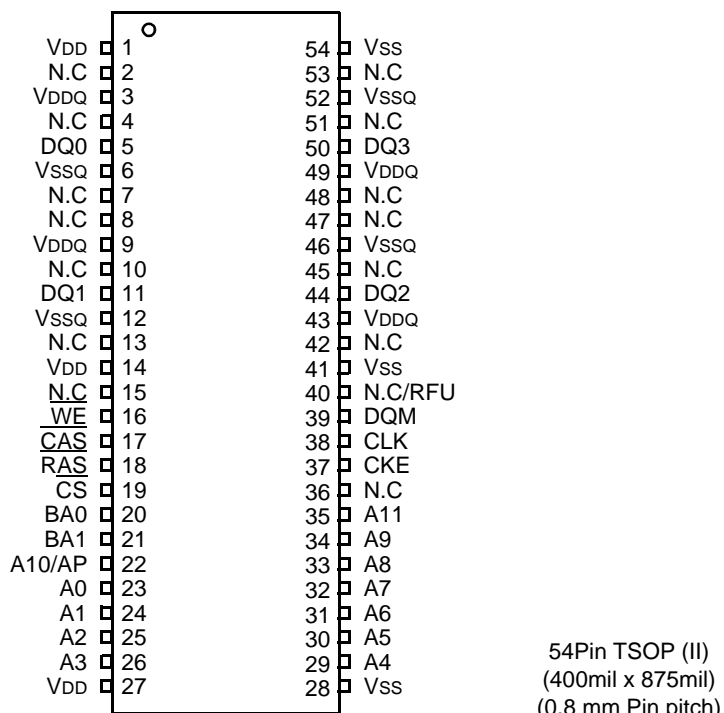 VDD 1 54 VSS
N.C 2 53 N.C
VDDQ 3 52 VSSQ
N.C 4 51 N.C
DQ0 5 50 DQ3
VSSQ 6 49 VDDQ
N.C 7 48 N.C
N.C 8 47 N.C
VDDQ 9 46 VSSQ
N.C 10 45 N.C
DQ1 11 44 DQ2
VSSQ 12 43 VDDQ
N.C 13 42 N.C
VDD 14 41 VSS
N.C 15 40 N.C/RFU
WE 16 39 DQM
CAS 17 38 CLK
RAS 18 37 CKE
CS 19 36 N.C
BA0 20 35 A11
BA1 21 34 A9
A10/AP 22 33 A8
A0 23 32 A7
A1 24 31 A6
A2 25 30 A5
A3 26 29 A4
VDD 27 28 VSS
54Pin TSOP (II)
(400mil x 875mil)
(0.8 mm Pin pitch)